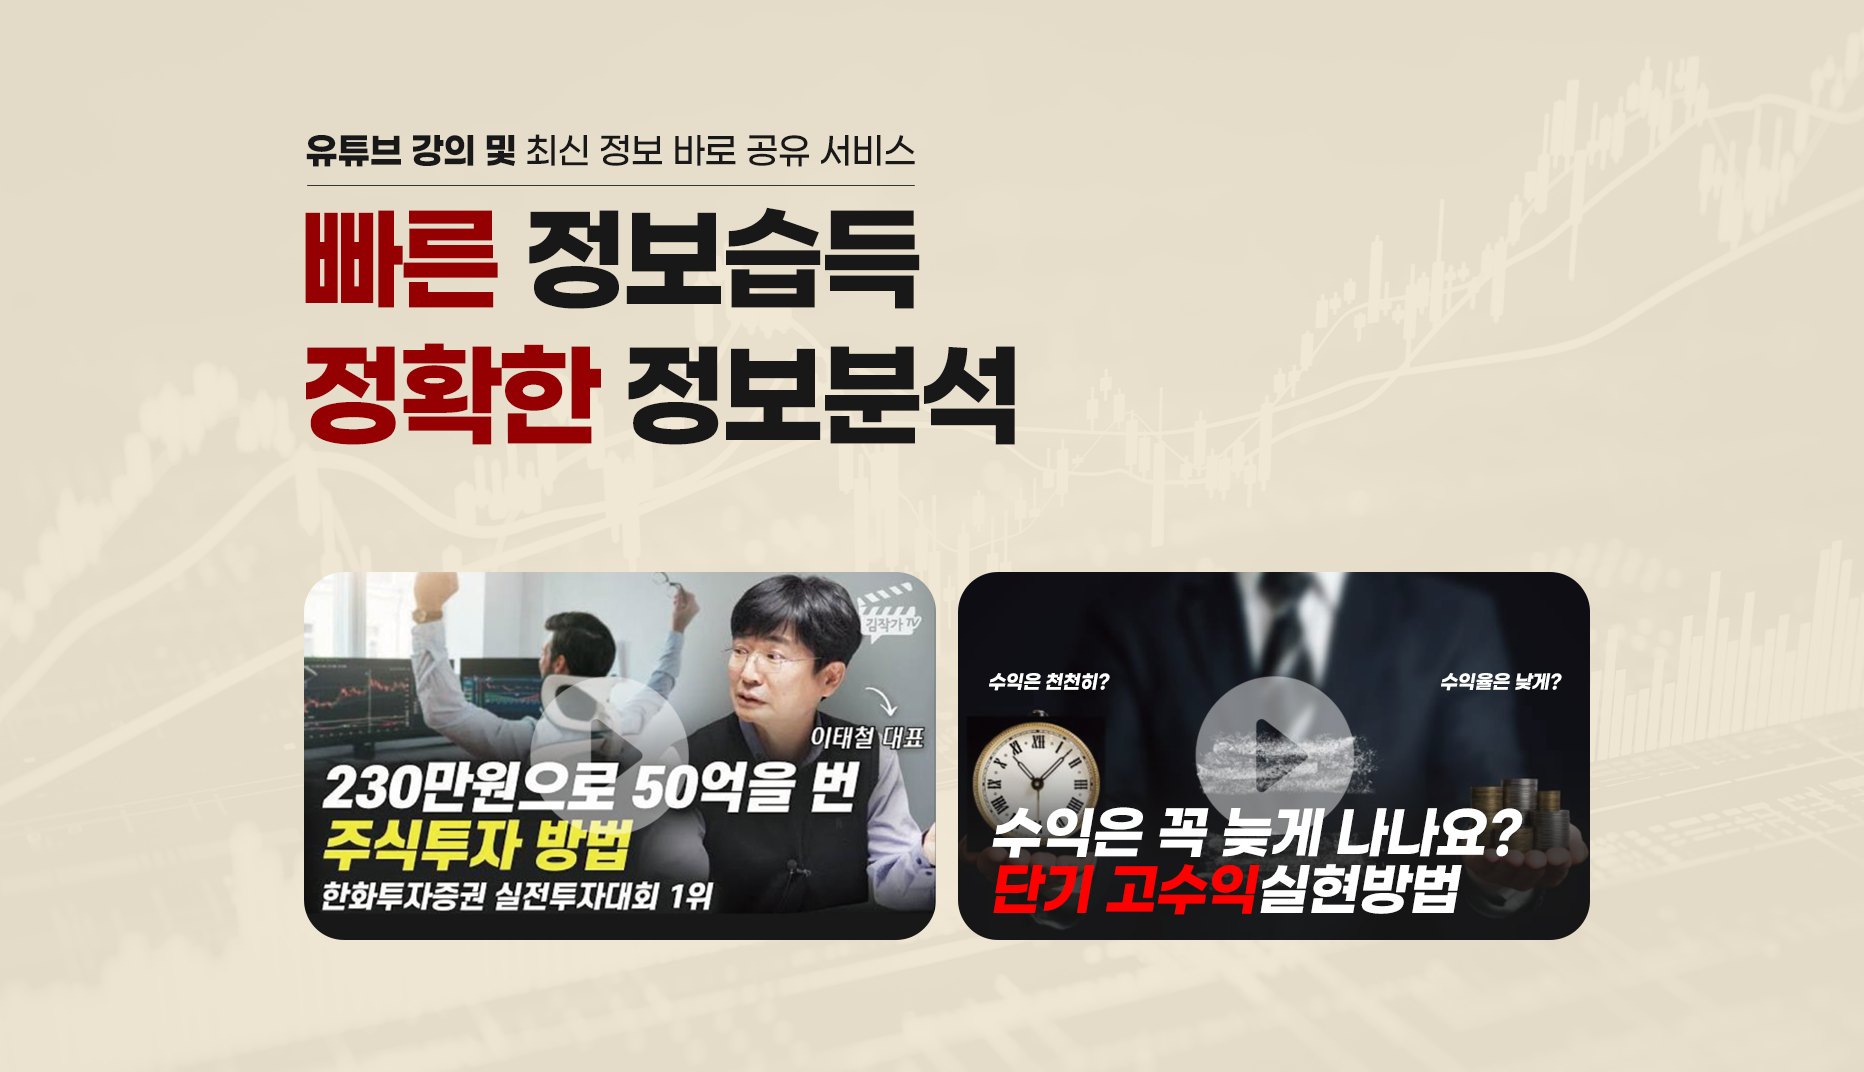 유튜브 강의 및 최신 정보 바로 공유 서비스
빠른 정보습득
정확한 정보분석
김작가 TV
이태철 대표
230만원으로 50억을 번
주식투자 방법
한화투자증권 실전투자대회 1위
수익은 천천히?
수익율은 낮게?
XII
수익은 꼭 늦게 나나요?
단기 고수익실현방법